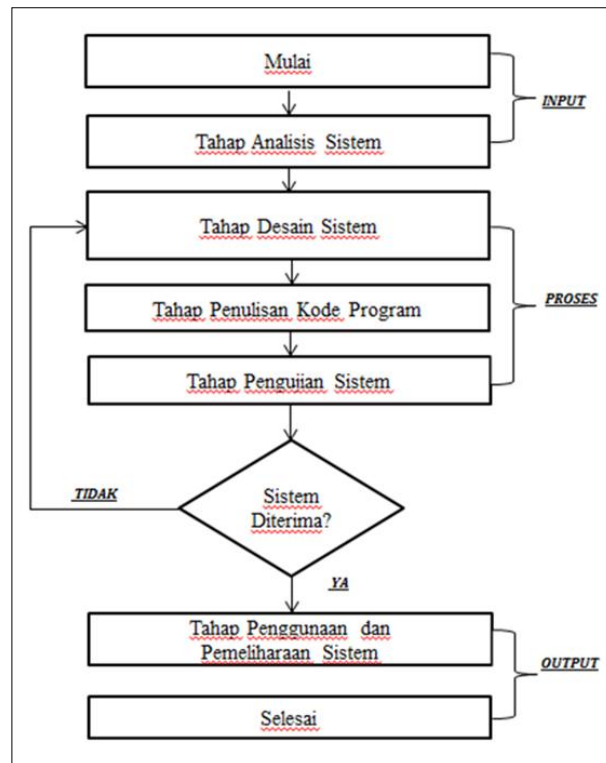 Mulai
INPUT
Tahap Analisis Sistem
Tahap Desain Sistem
Tahap Penulisan Kode Program
PROSES
Tahap Pengujian Sistem
TIDAK
Sistem
Diterima?
YA
Tahap Penggunaan dan
Pemeliharaan Sistem
OUTPUT
Selesai